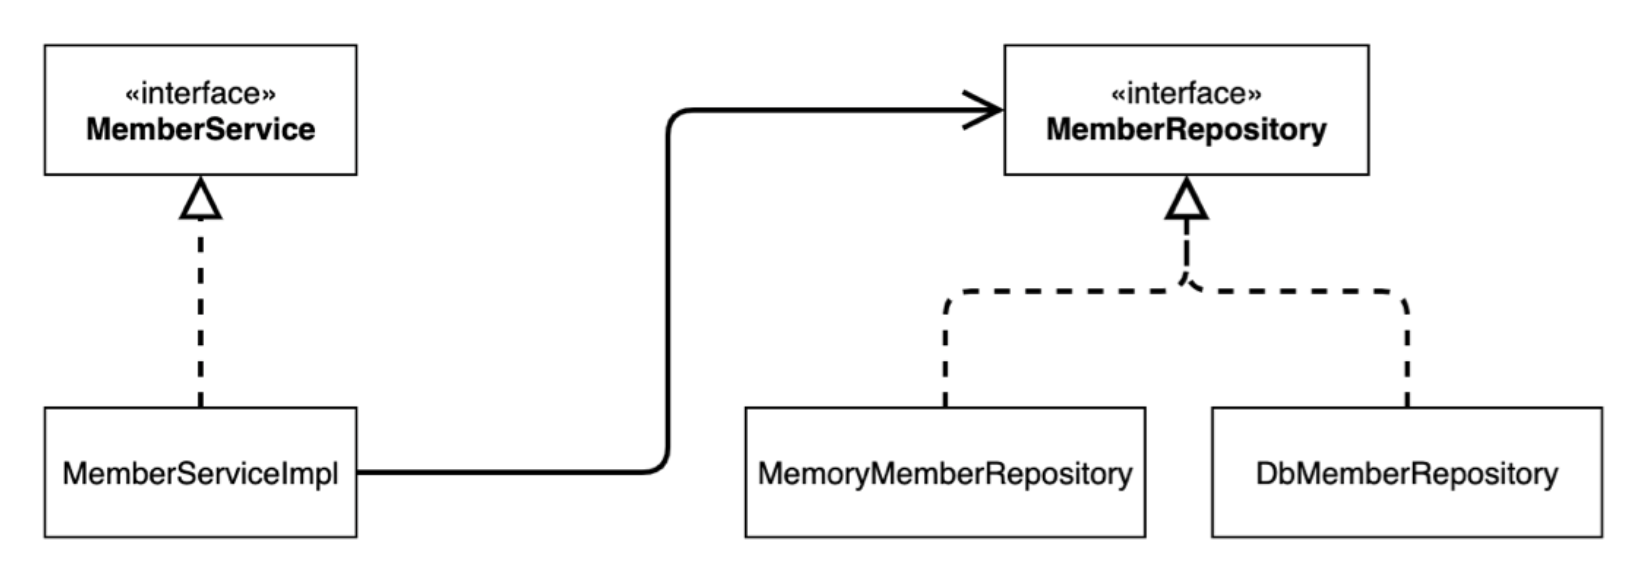 «interface»
MemberService
«interface»
MemberRepository
MemberServiceImpl
MemoryMemberRepository
DbMemberRepository